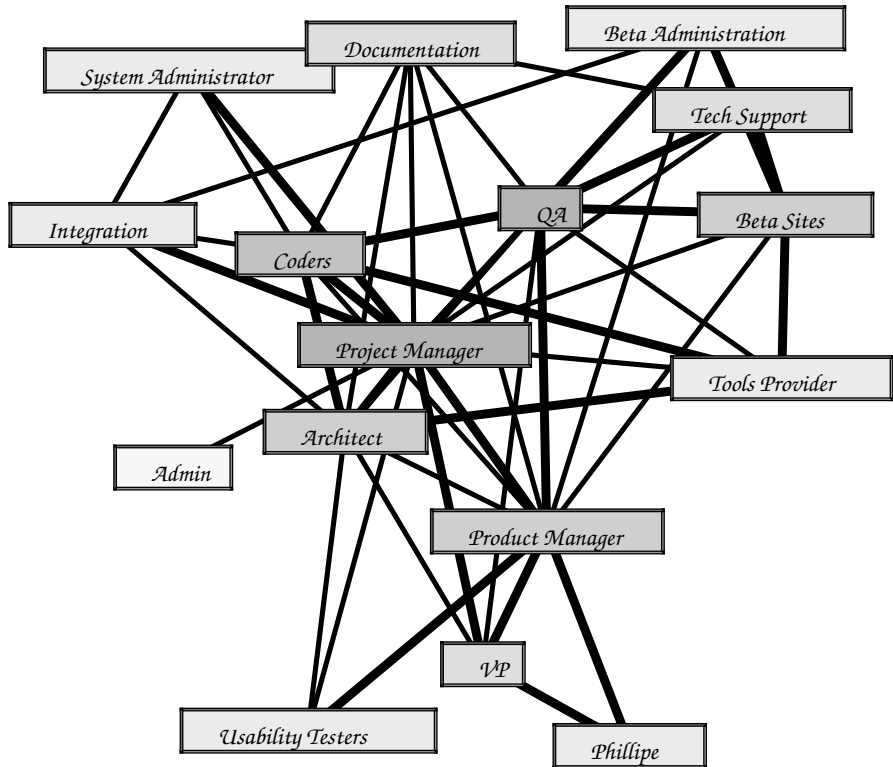 Beta Administration
Documentation
System Administrator
Tech Support
QA
Beta Sites
Integration
Coders
Project Manager
Tools Provider
Architect
Admin
Product Manager
VP
Usability Testers
Phillipe